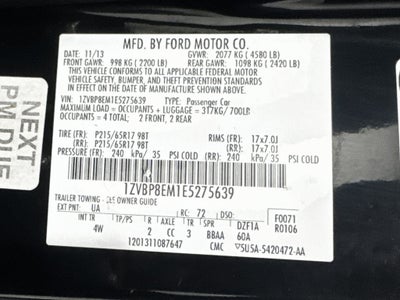 MFD. BY FORD MOTOR CO.
DATE: 11/13 GVWR: 2077 KG ( 4580 LB)
FRONT GAWR: 998 KG ( 2200 LB) REAR GAWR: 1098 KG ( 2420 LB)
THIS VEHICLE CONFORMS TO ALL APPLICABLE FEDERAL MOTOR
VEHICLE SAFETY, BUMPER, AND THEFT PREVENTION STANDARDS IN
EFFECT ON THE DATE OF MANUFACTURE SHOWN ABOVE.
VIN: 1ZVBP8EM1E5275639 TYPE: Passenger Car
MAXIMUM LOAD = OCCUPANTS + LUGGAGE = 317KG/700LB
OCCUPANTS = 4 TOTAL; 2 FRONT, 2 REAR
TIRE (FR): P215/65R17 98T RIMS (FR): 17x7.0J
(RR): P215/65R17 98T (RR): 17x7.0J
PRESSURE (FR): 240 kPa/ 35 PSI COLD (RR): 240 kPa/ 35 PSI COLD
1ZVBP8EM1E5275639
TRAILER TOWING - SEE OWNER GUIDE
EXT PNT: UA RC: 72 DSO: F0071
R0106
INT TR TP/PS R AXLE TR SPR DZF1A
4W 2 CC 3 BBAA 60A
1201311087647 CMC 5U5A-5420472-AA
NEXT
PM DUE